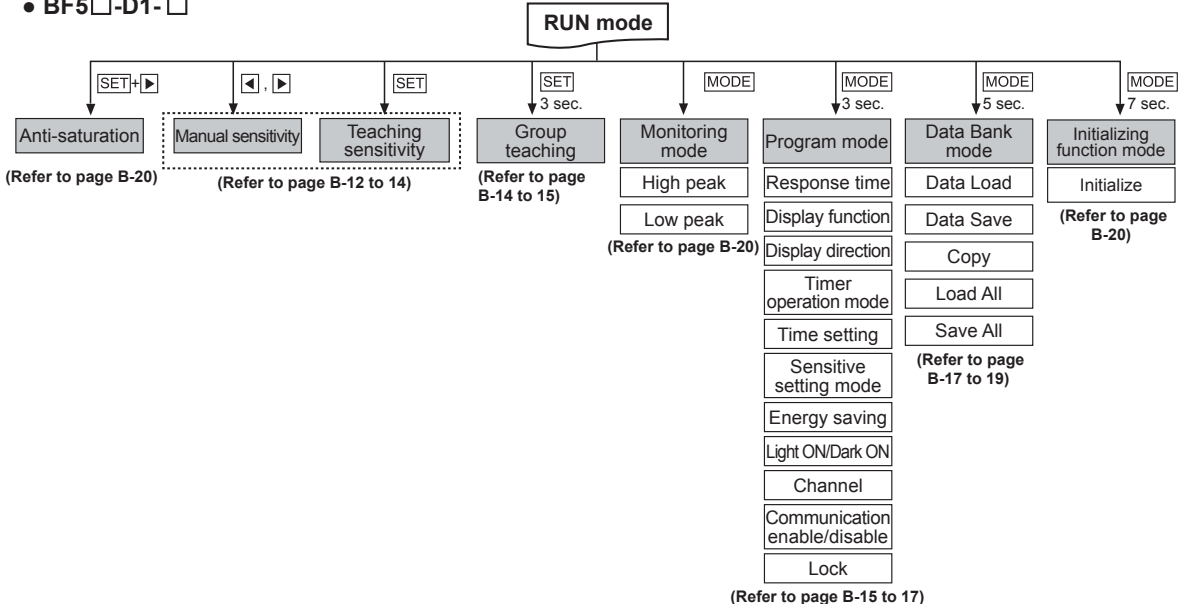 ● BF5□-D1-□
RUN mode
SET+▶
◀ , ▶
SET
SET
3 sec.
MODE
MODE
3 sec.
MODE
5 sec.
MODE
7 sec.
Anti-saturation
(Refer to page B-20)
Manual sensitivity
Teaching
sensitivity
(Refer to page B-12 to 14)
Group
teaching
(Refer to page
B-14 to 15)
Monitoring
mode
High peak
Low peak
(Refer to page B-20)
Program mode
Response time
Display function
Display direction
Timer
operation mode
Time setting
Sensitive
setting mode
Energy saving
Light ON/Dark ON
Channel
Communication
enable/disable
Lock
(Refer to page B-15 to 17)
Data Bank
mode
Data Load
Data Save
Copy
Load All
Save All
(Refer to page
B-17 to 19)
Initializing
function mode
Initialize
(Refer to page
B-20)